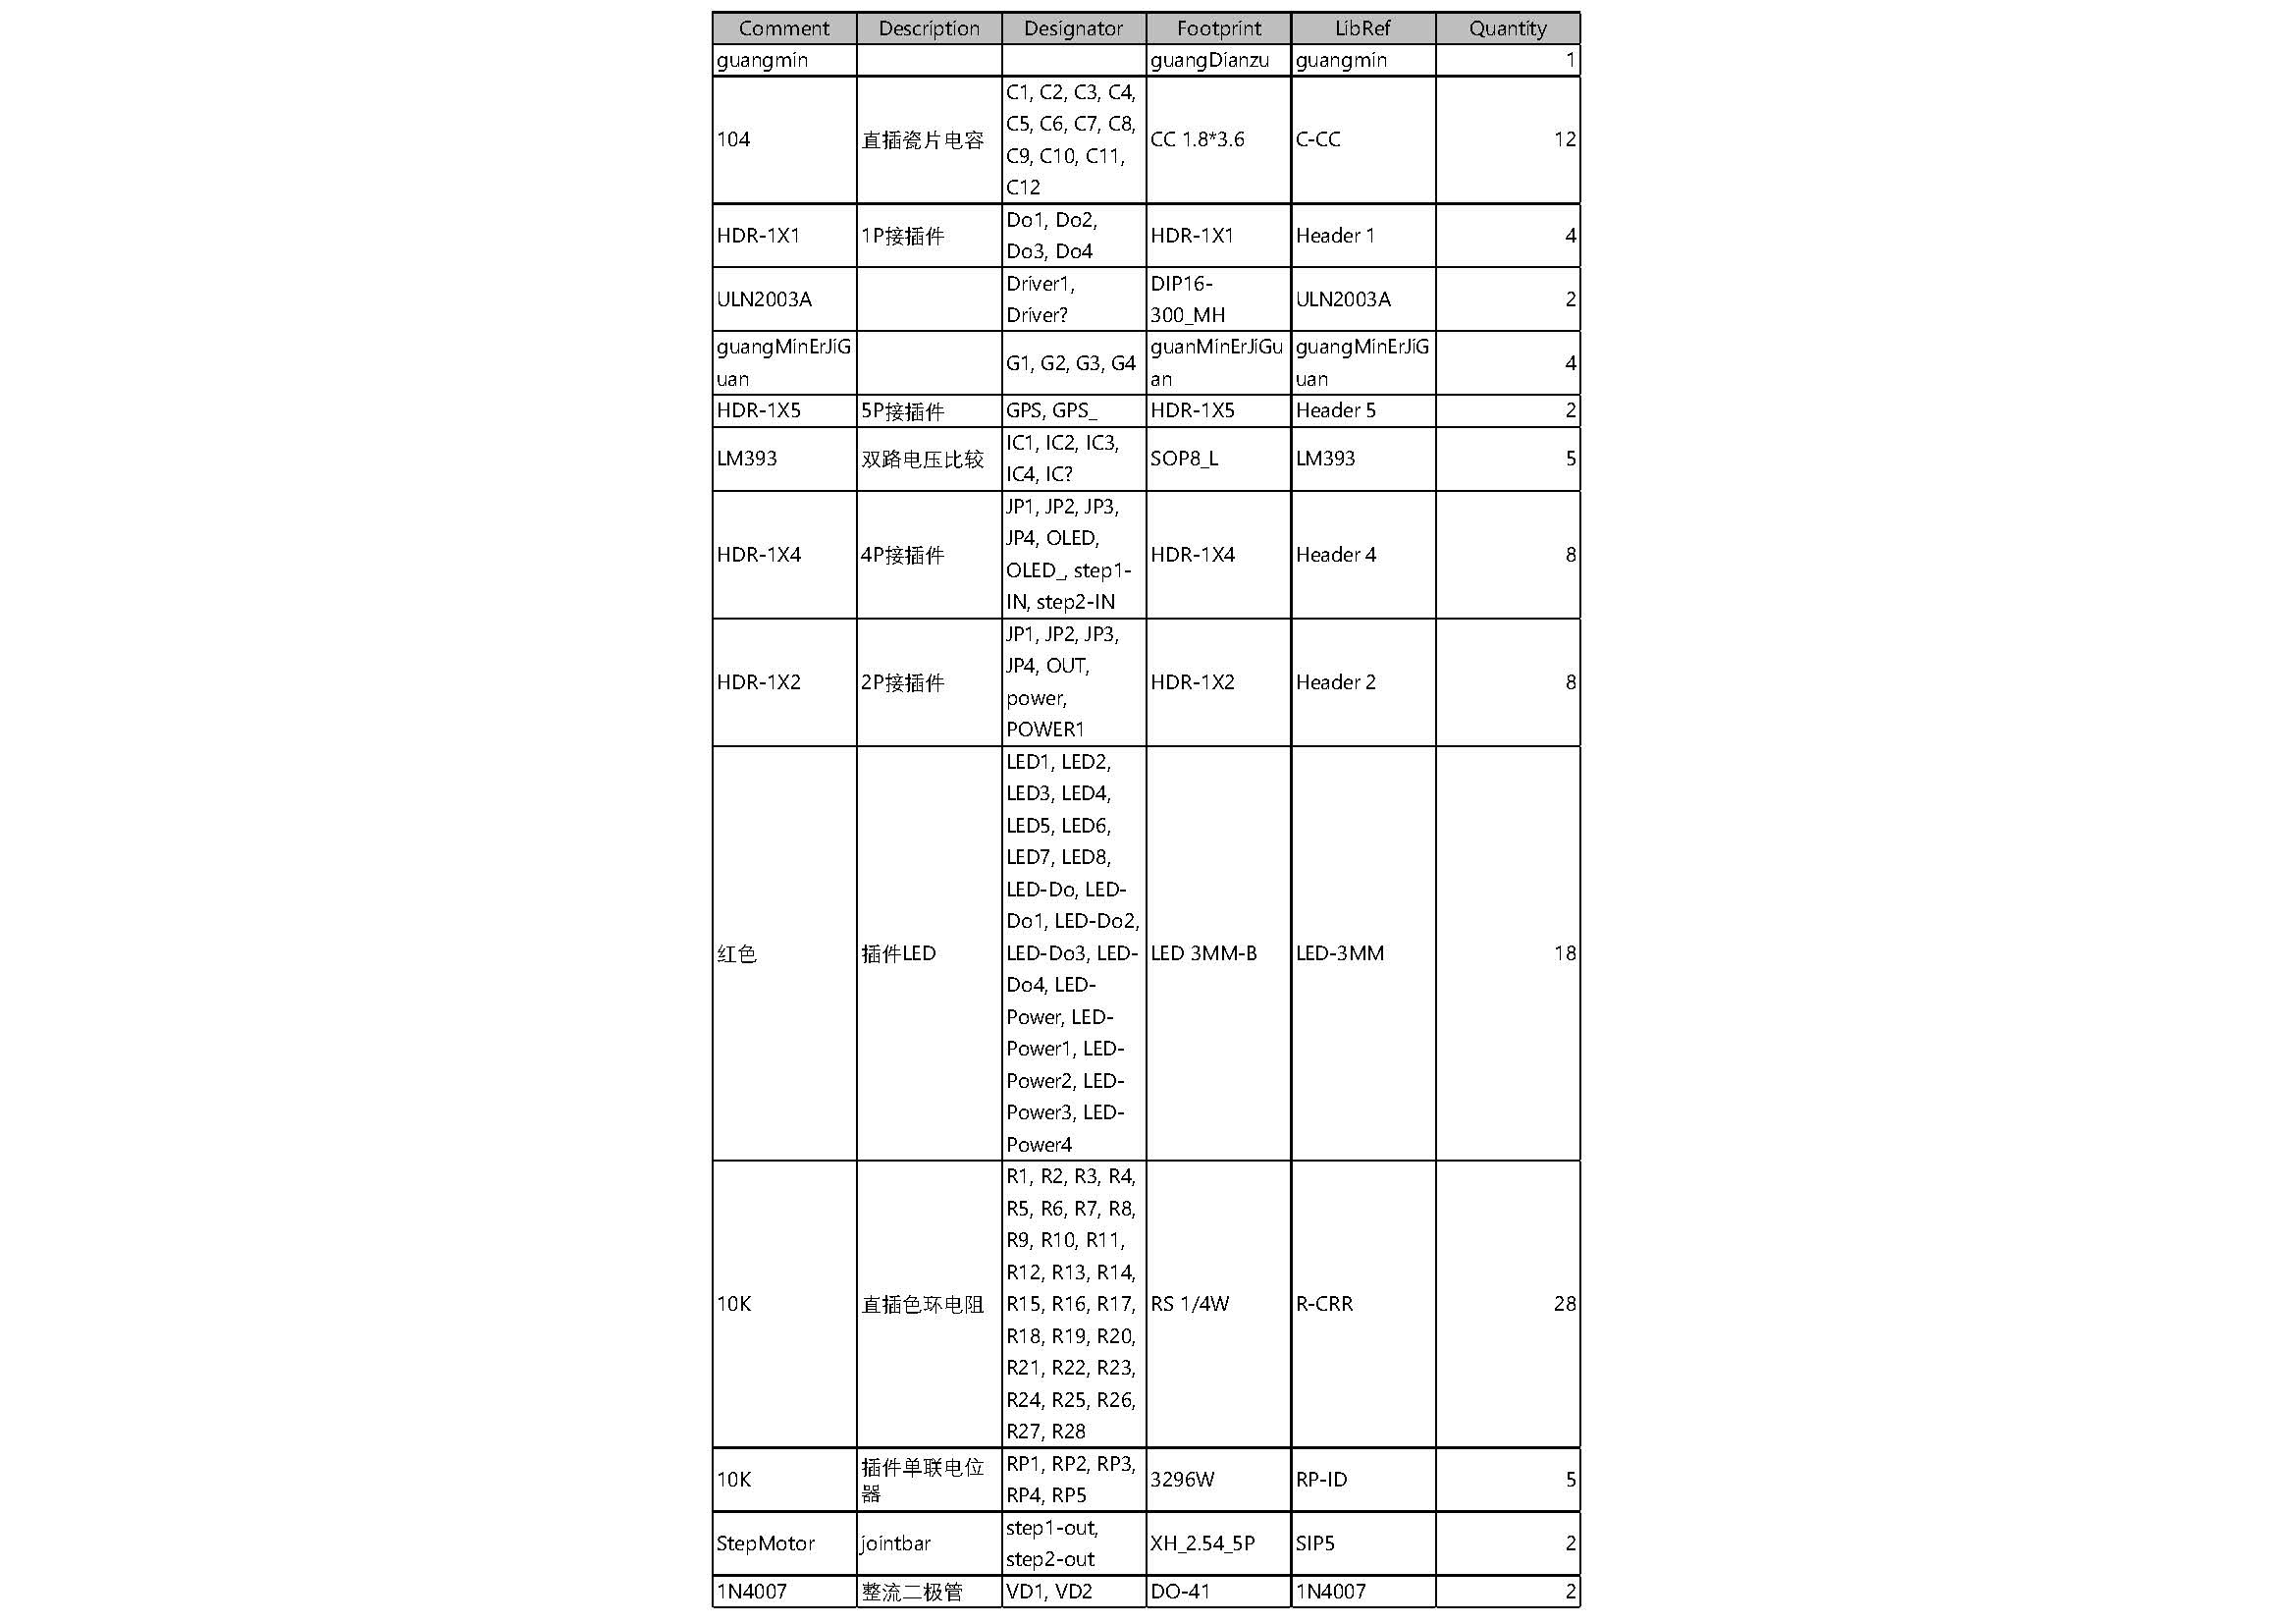 Comment Description Designator Footprint LibRef Quantity
guangmin guangDianzu guangmin 1
C1, C2, C3, C4,
C5, C6, C7, C8,
104 直插瓷片电容 CC 1.8*3.6 C-CC 12
C9, C10, C11,
C12
Do1, Do2,
HDR-1X1 1P接插件 HDR-1X1 Header 1 4
Do3, Do4
Driver1, DIP16-
ULN2003A ULN2003A 2
Driver? 300_MH
guangMinErJiG guanMinErJiGu guangMinErJiG
G1, G2, G3, G4 4
uan an uan
HDR-1X5 5P接插件 GPS, GPS_ HDR-1X5 Header 5 2
IC1, IC2, IC3,
LM393 双路电压比较 SOP8_L LM393 5
IC4, IC?
JP1, JP2, JP3,
JP4, OLED,
HDR-1X4 4P接插件 HDR-1X4 Header 4 8
OLED_, step1-
IN, step2-IN
JP1, JP2, JP3,
JP4, OUT,
HDR-1X2 2P接插件 HDR-1X2 Header 2 8
power,
POWER1
LED1, LED2,
LED3, LED4,
LED5, LED6,
LED7, LED8,
LED-Do, LED-
Do1, LED-Do2,
红色 插件LED LED-Do3, LED- LED 3MM-B LED-3MM 18
Do4, LED-
Power, LED-
Power1, LED-
Power2, LED-
Power3, LED-
Power4
R1, R2, R3, R4,
R5, R6, R7, R8,
R9, R10, R11,
R12, R13, R14,
10K 直插色环电阻 R15, R16, R17, RS 1/4W R-CRR 28
R18, R19, R20,
R21, R22, R23,
R24, R25, R26,
R27, R28
插件单联电位 RP1, RP2, RP3,
10K 3296W RP-ID 5
器 RP4, RP5
step1-out,
StepMotor jointbar XH_2.54_5P SIP5 2
step2-out
1N4007 整流二极管 VD1, VD2 DO-41 1N4007 2